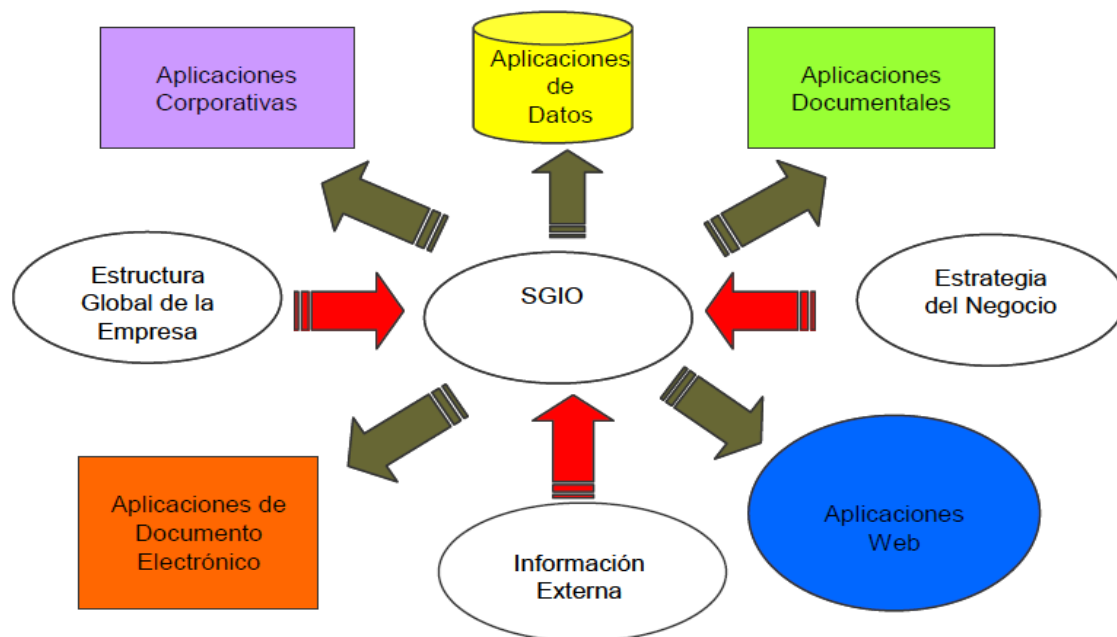 Aplicaciones
Corporativas
Aplicaciones
de
Datos
Aplicaciones
Documentales
Estructura
Global de la
Empresa
SGIO
Estrategia
del Negocio
Aplicaciones de
Documento
Electrónico
Información
Externa
Aplicaciones
Web